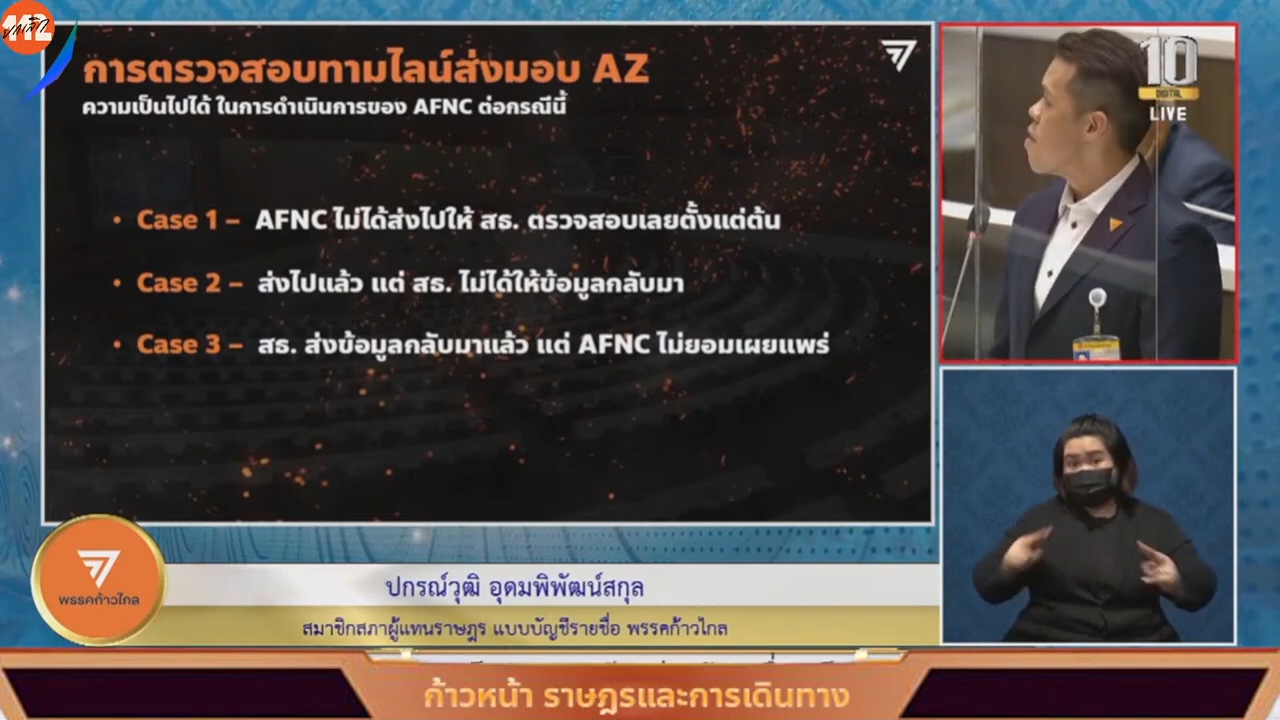 112
ยกเลิก
การตรวจสอบทามไลน์ส่งมอบ AZ
ความเป็นไปได้ ในการดำเนินการของ AFNC ต่อกรณีนี้
• Case 1 – AFNC ไม่ได้ส่งไปให้ สธ. ตรวจสอบเลยตั้งแต่ต้น
• Case 2 – ส่งไปแล้ว แต่ สธ. ไม่ได้ให้ข้อมูลกลับมา
• Case 3 – สธ. ส่งข้อมูลกลับมาแล้ว แต่ AFNC ไม่ยอมเผยแพร่
10
DIGITAL
LIVE
พรรคก้าวไกล
ปกรณ์วุฒิ อุดมพิพัฒน์สกุล
สมาชิกสภาผู้แทนราษฎร แบบบัญชีรายชื่อ พรรคก้าวไกล
ก้าวหน้า ราษฎรและการเดินทาง